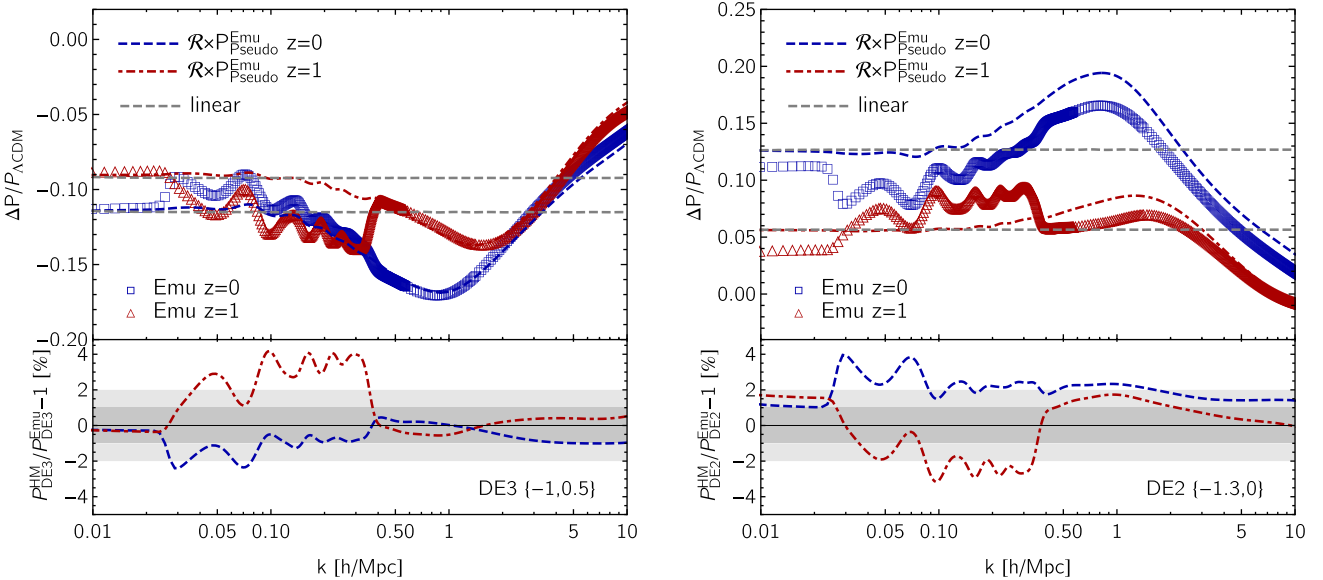 0.00
−0.05
−0.10
−0.15
−0.20
ΔP/P_ΛCDM
ℛ×P^Emu_Pseudo z=0
ℛ×P^Emu_Pseudo z=1
linear
Emu z=0
Emu z=1
4
2
0
−2
−4
P^HM_DE3/P^Emu_DE3−1 [%]
DE3 {−1,0.5}
0.01 0.05 0.10 0.50 1 5 10
k [h/Mpc]
0.25
0.20
0.15
0.10
0.05
0.00
ΔP/P_ΛCDM
ℛ×P^Emu_Pseudo z=0
ℛ×P^Emu_Pseudo z=1
linear
Emu z=0
Emu z=1
4
2
0
−2
−4
P^HM_DE2/P^Emu_DE2−1 [%]
DE2 {−1.3,0}
0.01 0.05 0.10 0.50 1 5 10
k [h/Mpc]